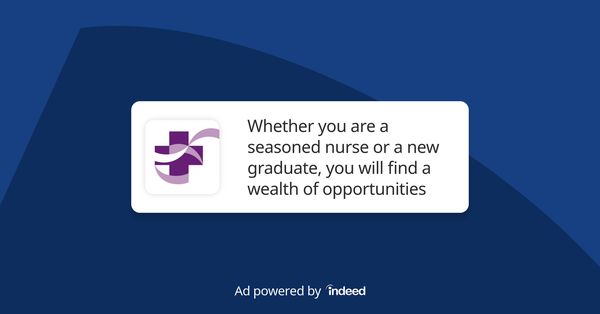 Whether you are a
seasoned nurse or a new
graduate, you will find a
wealth of opportunities
Ad powered by indeed